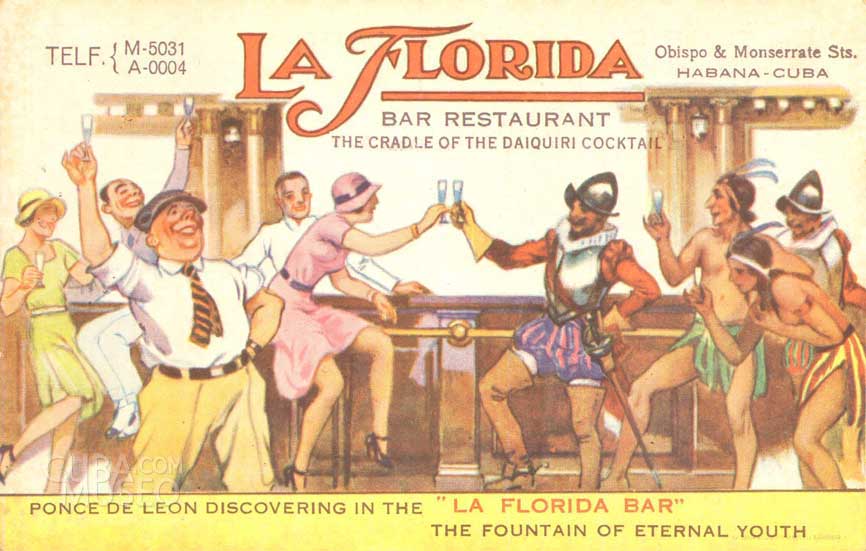 TELF. { M-5031
A-0004
LA FLORIDA
Obispo & Monserrate Sts.
HABANA-CUBA
BAR RESTAURANT
THE CRADLE OF THE DAIQUIRI COCKTAIL
CUBA.COM
MUSEO
PONCE DE LEON DISCOVERING IN THE "LA FLORIDA BAR"
THE FOUNTAIN OF ETERNAL YOUTH